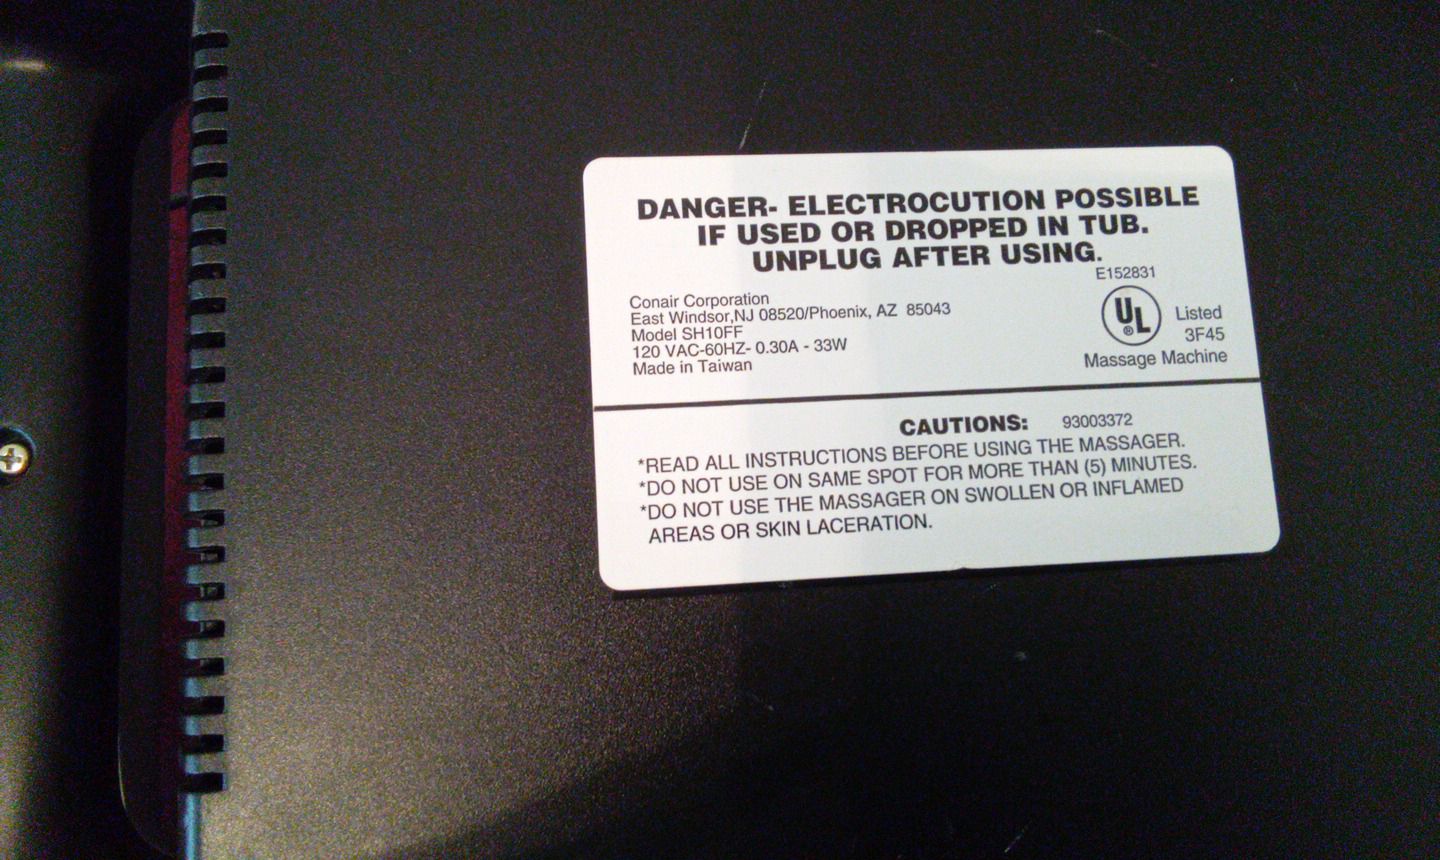 DANGER- ELECTROCUTION POSSIBLE
IF USED OR DROPPED IN TUB.
UNPLUG AFTER USING.
E152831
Conair Corporation
East Windsor,NJ 08520/Phoenix, AZ 85043
Model SH10FF
120 VAC-60HZ- 0.30A - 33W
Made in Taiwan
UL ®
Listed
3F45
Massage Machine
CAUTIONS: 93003372
*READ ALL INSTRUCTIONS BEFORE USING THE MASSAGER.
*DO NOT USE ON SAME SPOT FOR MORE THAN (5) MINUTES.
*DO NOT USE THE MASSAGER ON SWOLLEN OR INFLAMED
AREAS OR SKIN LACERATION.